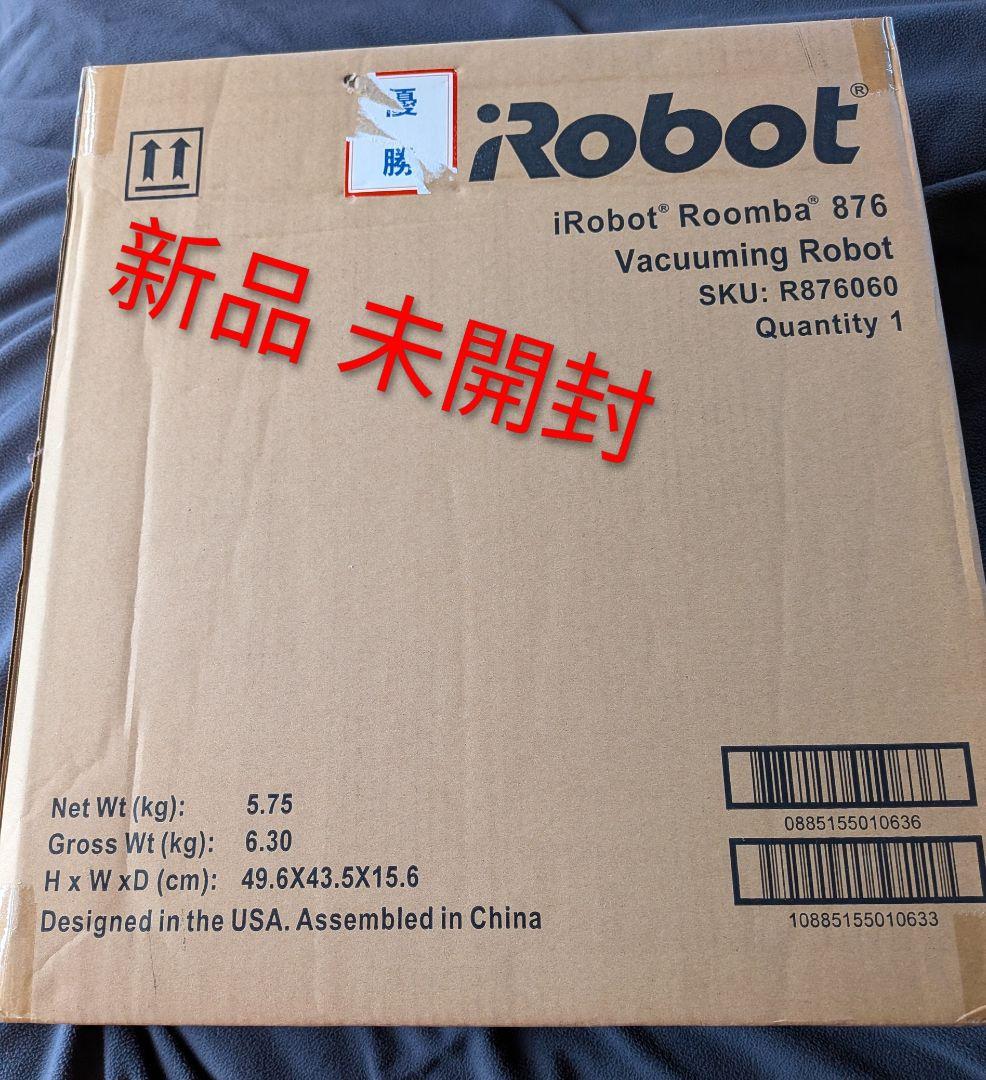 優
勝
iRobot®
iRobot® Roomba® 876
Vacuuming Robot
SKU: R876060
Quantity 1
新品 未開封
Net Wt (kg): 5.75
Gross Wt (kg): 6.30
H x W xD (cm): 49.6X43.5X15.6
Designed in the USA. Assembled in China
0885155010636
10885155010633